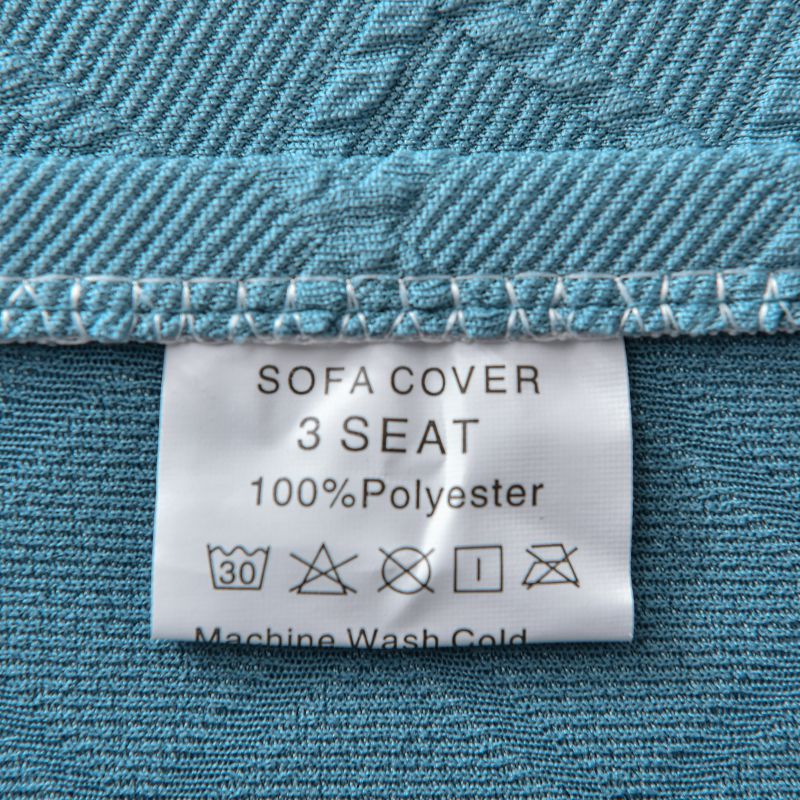 SOFA COVER
3 SEAT
100%Polyester
30
Machine Wash Cold